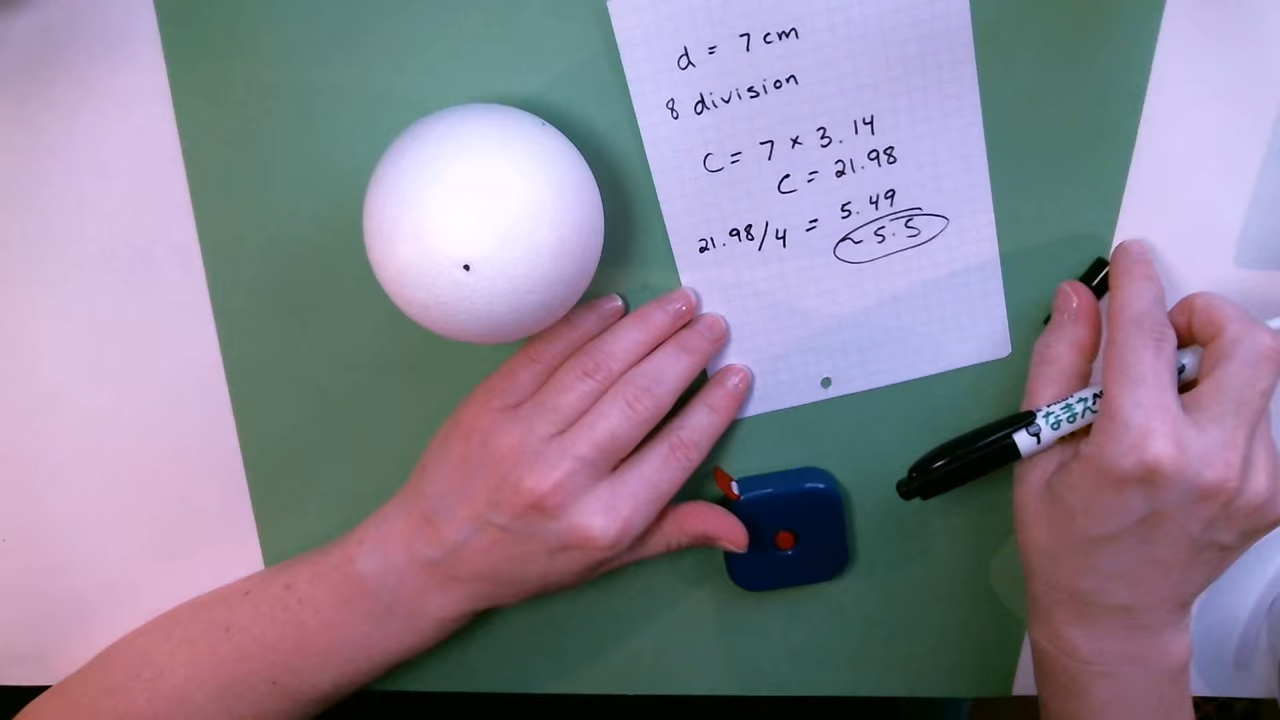 d = 7 cm
8 division
C = 7 × 3.14
C = 21.98
21.98/4 = 5.49
~5.5
なまえ